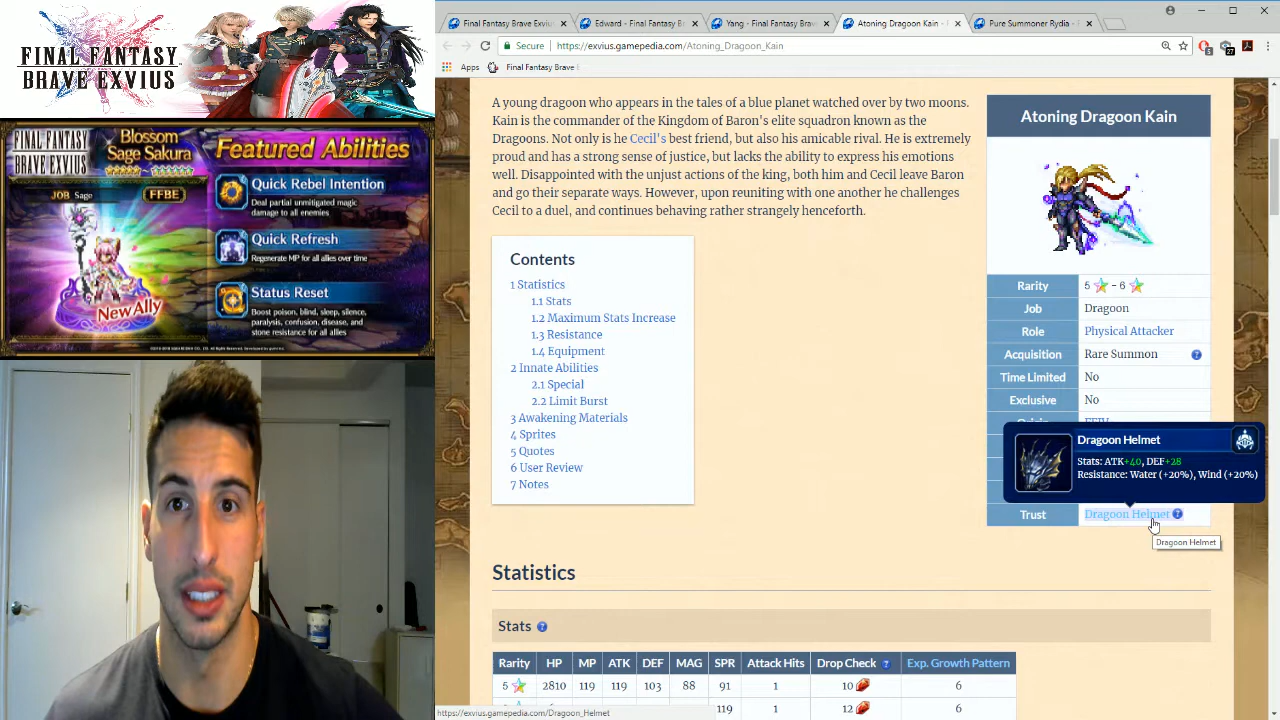 FINAL FANTASY
BRAVE EXVIUS
FINAL FANTASY
BRAVE EXVIUS
Blossom
Sage Sakura
JOB Sage
FFBE
New Ally
Featured Abilities
Quick Rebel Intention
Deal partial unmitigated magic
damage to all enemies
Quick Refresh
Regenerate MP for all allies over time
Status Reset
Boost poison, blind, sleep, silence,
paralysis, confusion, disease, and
stone resistance for all allies
Final Fantasy Brave Exvius
Edward - Final Fantasy B
Yang - Final Fantasy Brave
Atoning Dragoon Kain -
Pure Summoner Rydia - F
Secure
https://exvius.gamepedia.com/Atoning_Dragoon_Kain
Apps
Final Fantasy Brave
A young dragoon who appears in the tales of a blue planet watched over by two moons.
Kain is the commander of the Kingdom of Baron's elite squadron known as the
Dragoons. Not only is he Cecil's best friend, but also his amicable rival. He is extremely
proud and has a strong sense of justice, but lacks the ability to express his emotions
well. Disappointed with the unjust actions of the king, both him and Cecil leave Baron
and go their separate ways. However, upon reuniting with one another he challenges
Cecil to a duel, and continues behaving rather strangely henceforth.
Contents
1 Statistics
1.1 Stats
1.2 Maximum Stats Increase
1.3 Resistance
1.4 Equipment
2 Innate Abilities
2.1 Special
2.2 Limit Burst
3 Awakening Materials
4 Sprites
5 Quotes
6 User Review
7 Notes
Atoning Dragoon Kain
Rarity 5 - 6
Job Dragoon
Role Physical Attacker
Acquisition Rare Summon
Time Limited No
Exclusive No
Dragoon Helmet
Stats: ATK+40, DEF+28
Resistance: Water (+20%), Wind (+20%)
Trust Dragoon Helmet
Dragoon Helmet
Statistics
Stats
Rarity HP MP ATK DEF MAG SPR Attack Hits Drop Check Exp. Growth Pattern
5 2810 119 119 103 88 91 1 10 6
119 1 12 6
https://exvius.gamepedia.com/Dragoon_Helmet